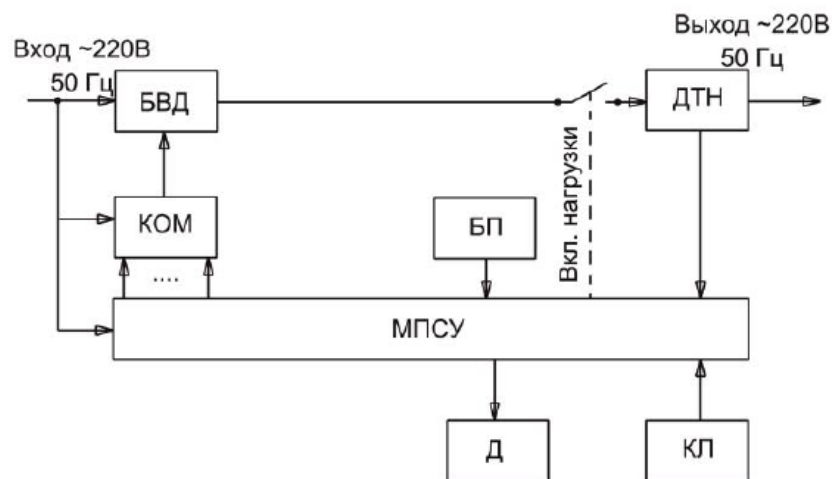 Вход ~220В
50 Гц
Выход ~220В
50 Гц
БВД
ДТН
КОМ
БП
Вкл. нагрузки
....
МПСУ
Д
КЛ